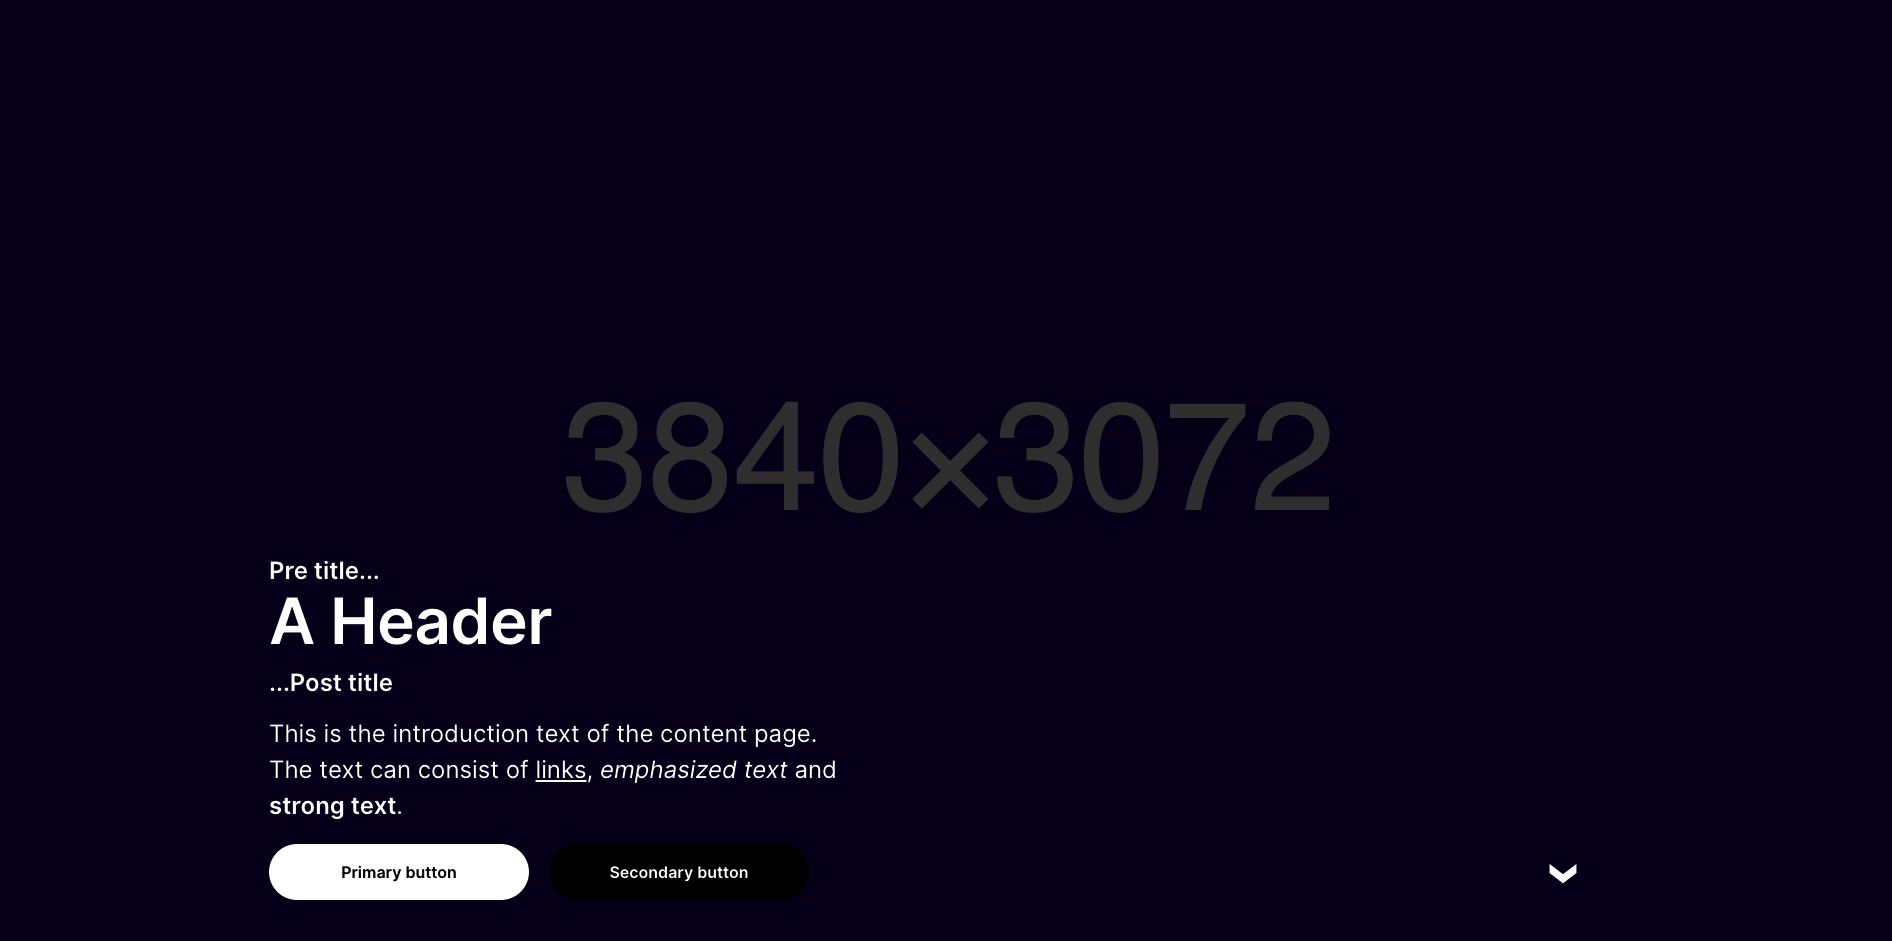 3840×3072
Pre title...
A Header
...Post title
This is the introduction text of the content page.
The text can consist of links, emphasized text and
strong text.
Primary button
Secondary button